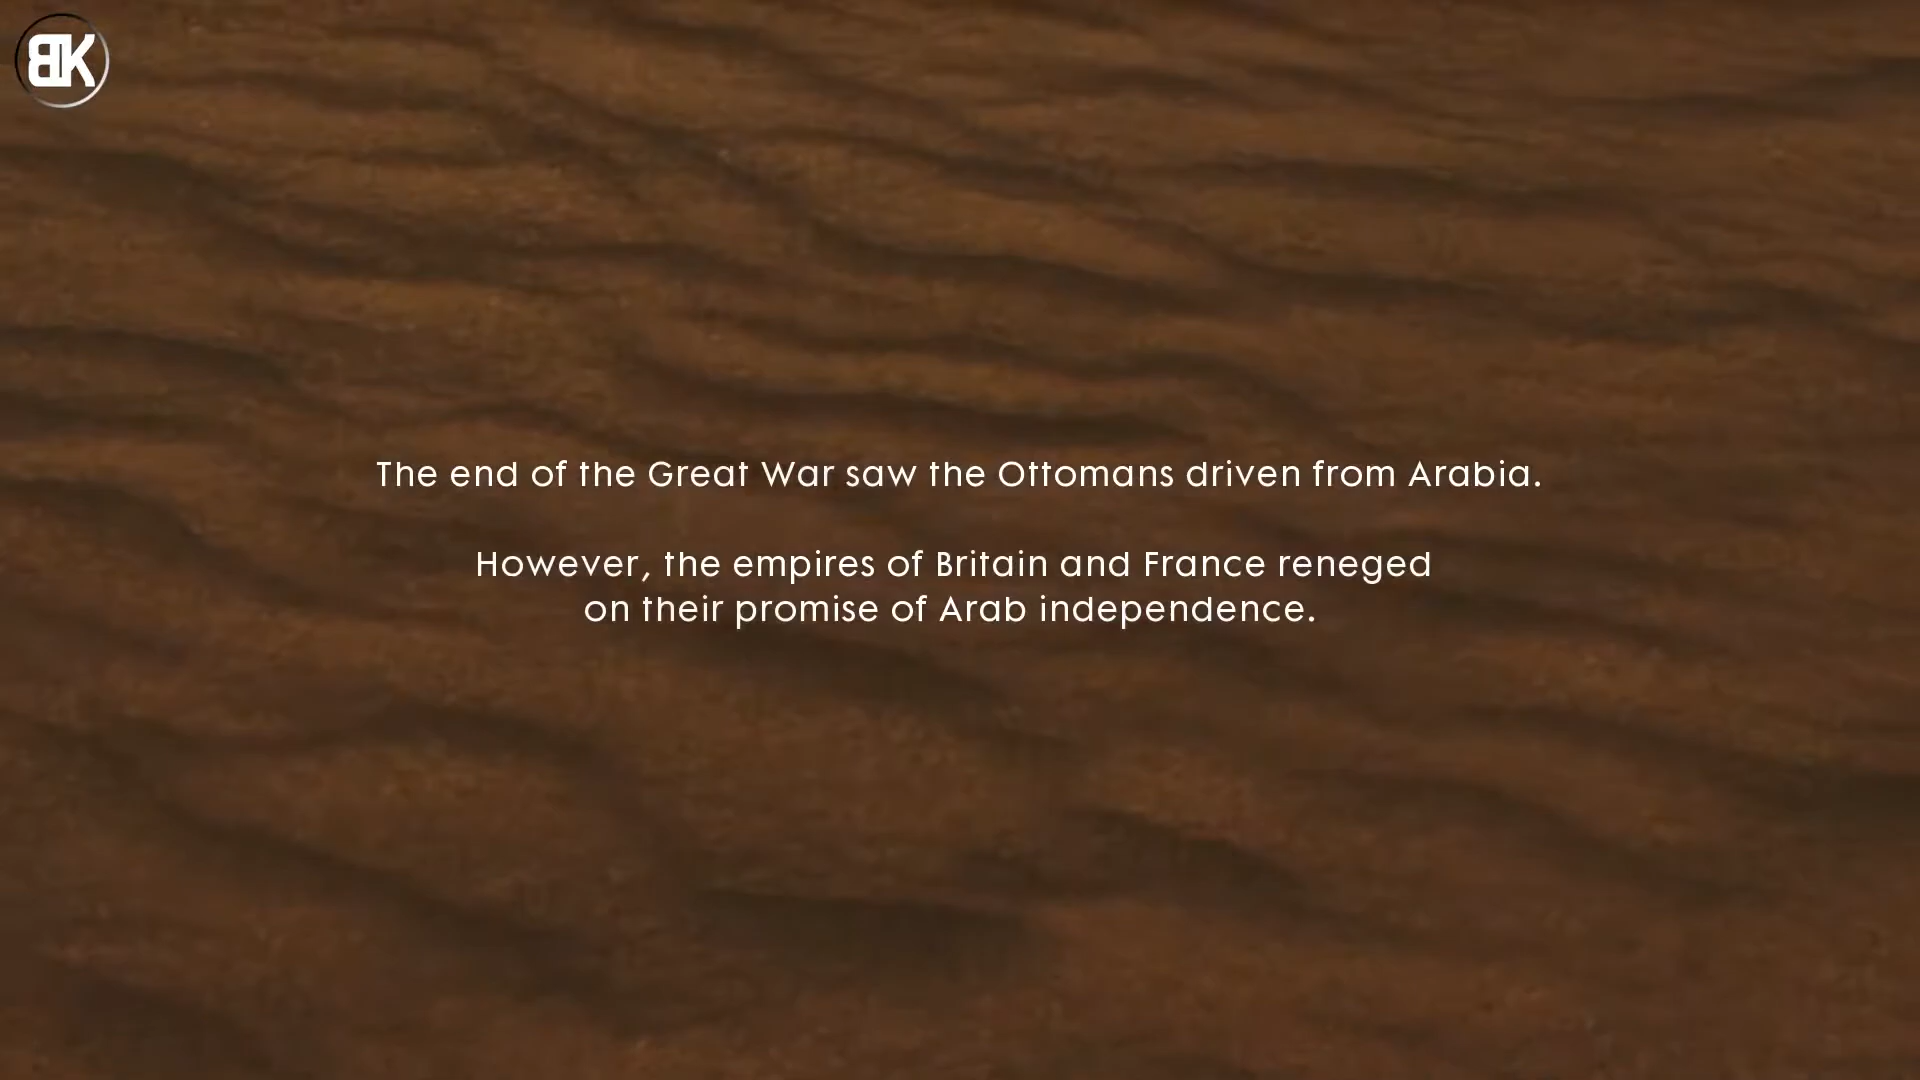 BK
The end of the Great War saw the Ottomans driven from Arabia.
However, the empires of Britain and France reneged
on their promise of Arab independence.